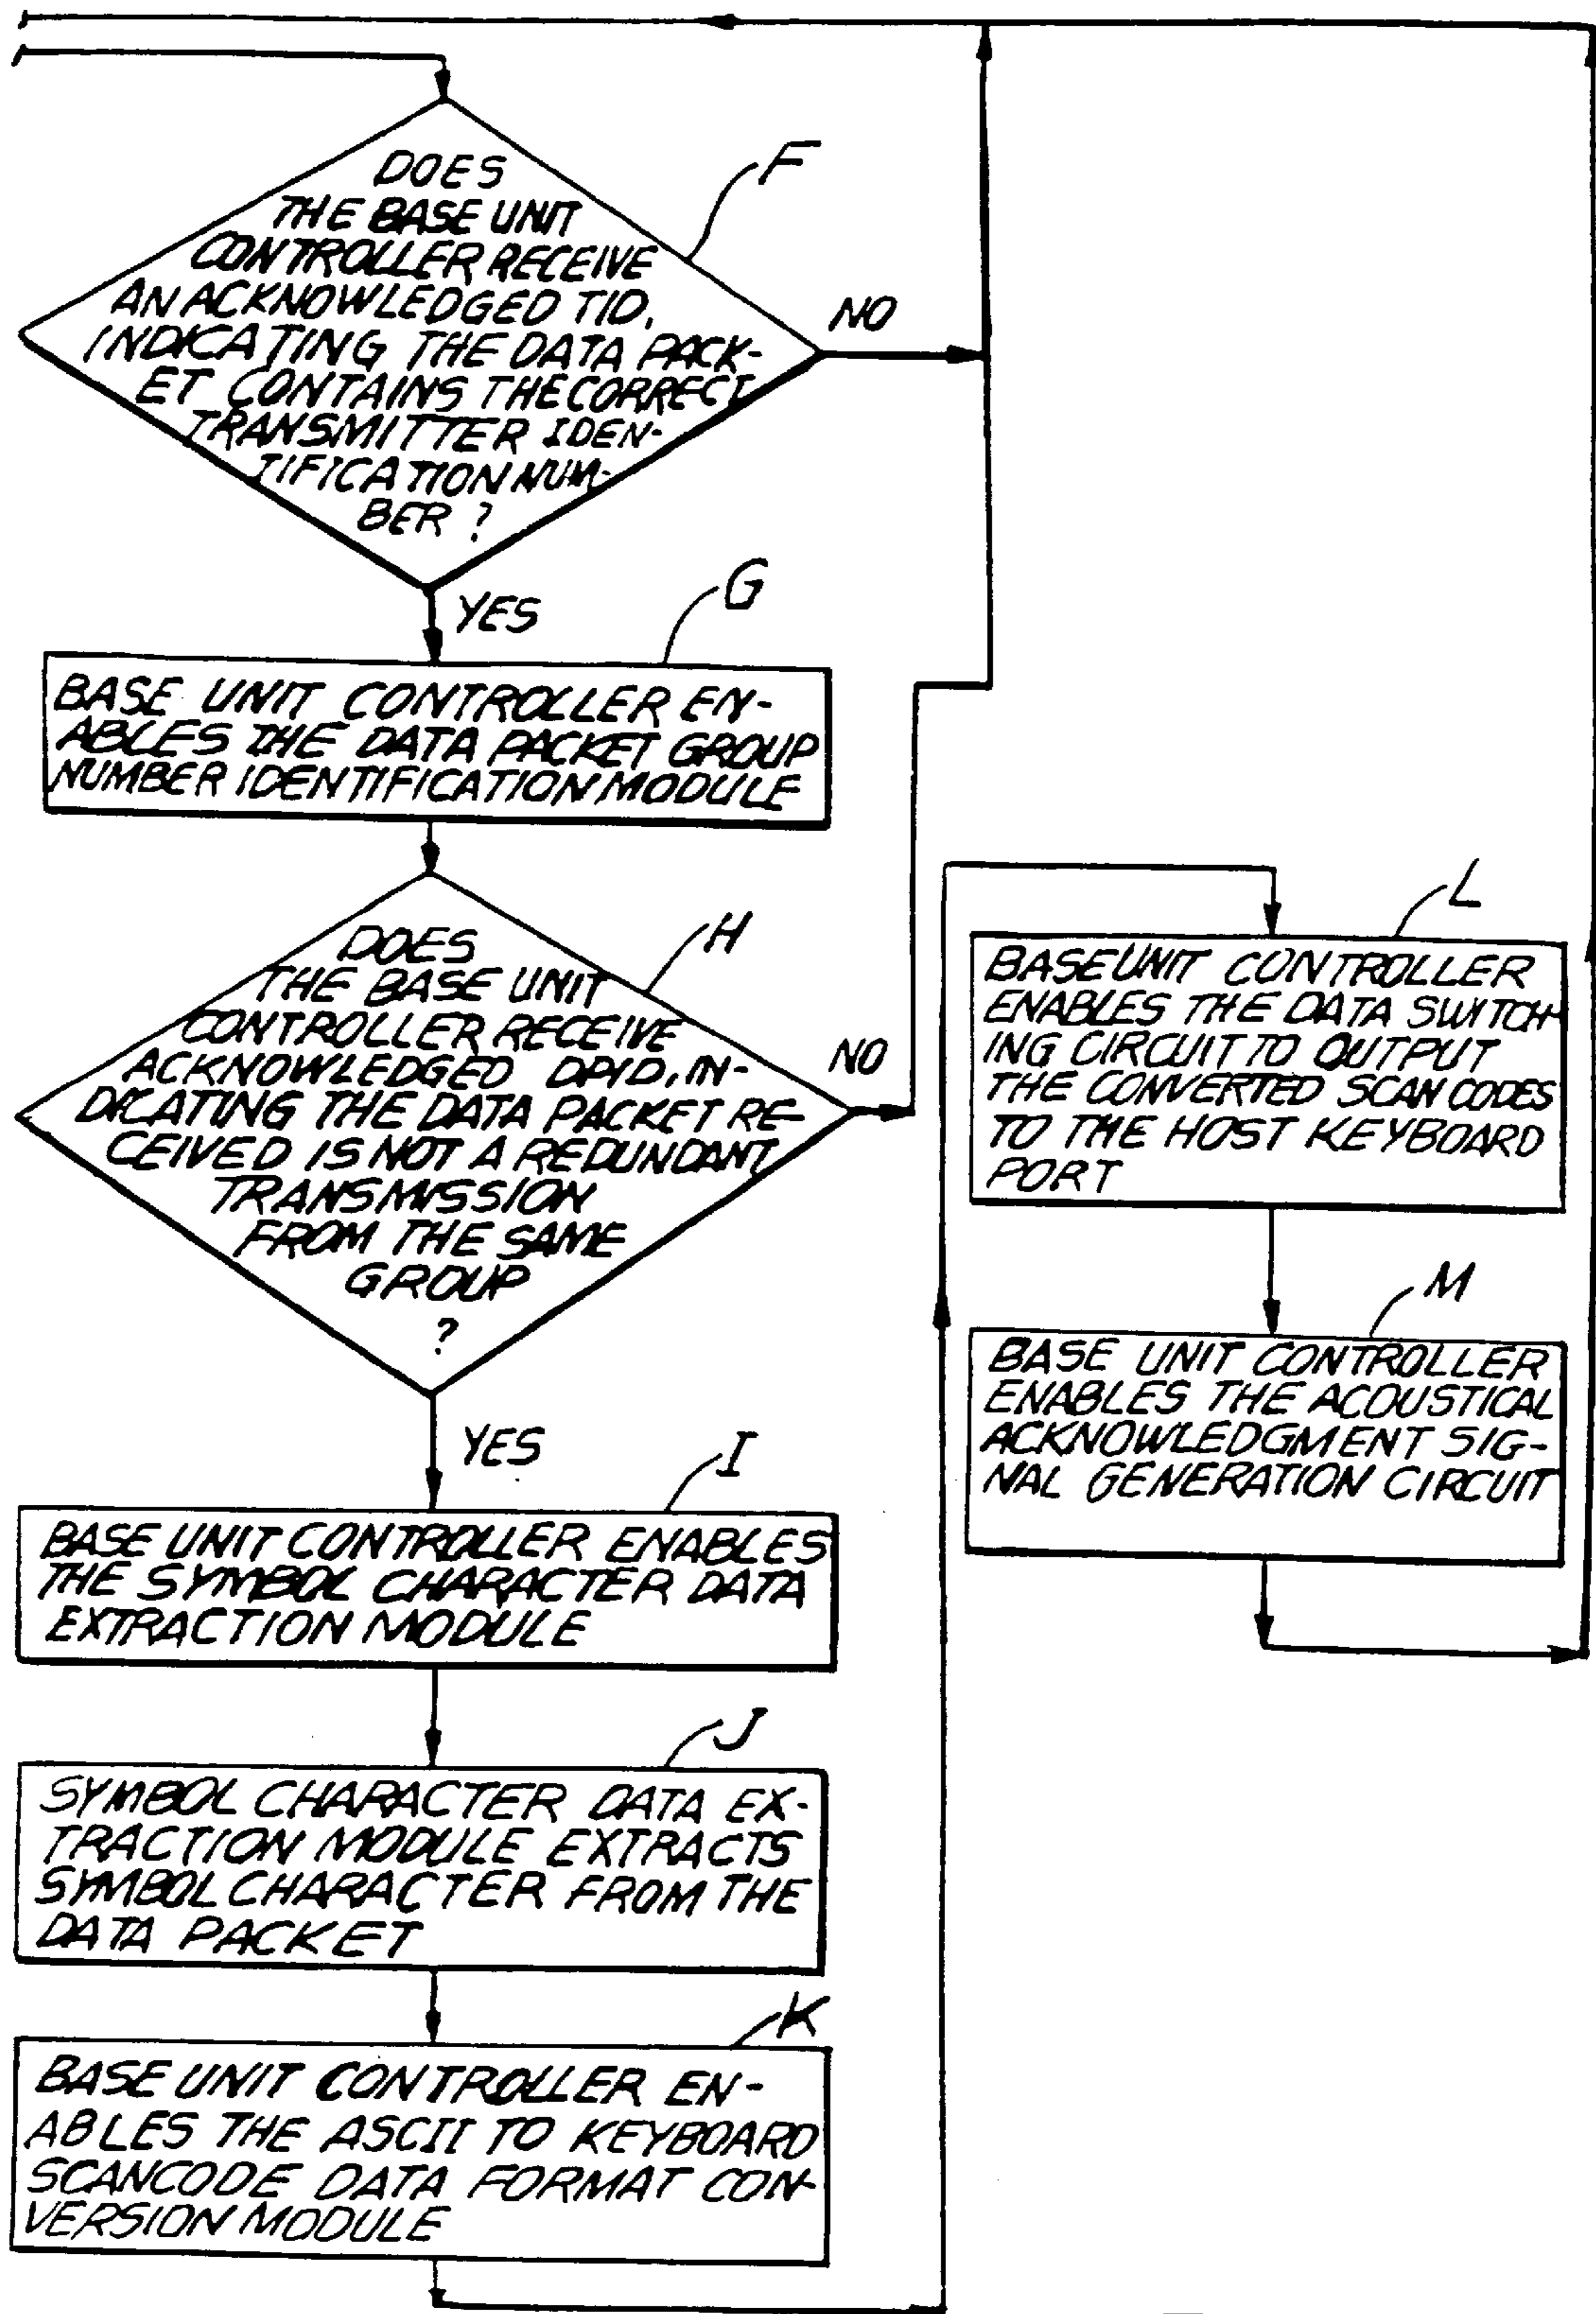 DOES
THE BASE UNIT
CONTROLLER RECEIVE
AN ACKNOWLEDGED TID,
INDICATING THE DATA PACK-
ET CONTAINS THE CORRECT
TRANSMITTER IDEN-
TIFICATION NUM-
BER ?
F
NO
YES
G
BASE UNIT CONTROLLER EN-
ABLES THE DATA PACKET GROUP
NUMBER IDENTIFICATION MODULE
H
DOES
THE BASE UNIT
CONTROLLER RECEIVE
ACKNOWLEDGED DPID, IN-
DICATING THE DATA PACKET RE-
CEIVED IS NOT A REDUNDANT
TRANSMISSION
FROM THE SAME
GROUP
?
NO
YES
I
BASE UNIT CONTROLLER ENABLES
THE SYMBOL CHARACTER DATA
EXTRACTION MODULE
J
SYMBOL CHARACTER DATA EX-
TRACTION MODULE EXTRACTS
SYMBOL CHARACTER FROM THE
DATA PACKET
K
BASE UNIT CONTROLLER EN-
ABLES THE ASCII TO KEYBOARD
SCANCODE DATA FORMAT CON-
VERSION MODULE
L
BASE UNIT CONTROLLER
ENABLES THE DATA SWITCH-
ING CIRCUIT TO OUTPUT
THE CONVERTED SCAN CODES
TO THE HOST KEYBOARD
PORT
M
BASE UNIT CONTROLLER
ENABLES THE ACOUSTICAL
ACKNOWLEDGMENT SIG-
NAL GENERATION CIRCUIT